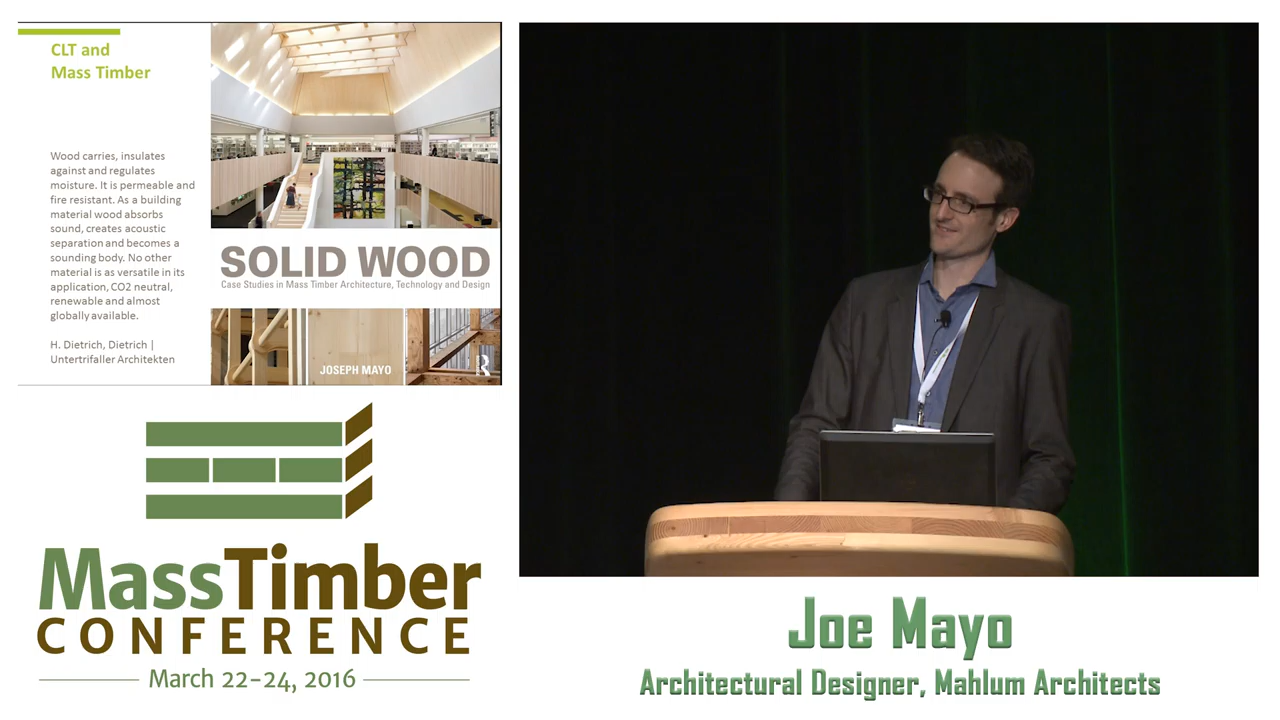 CLT and
Mass Timber
Wood carries, insulates
against and regulates
moisture. It is permeable and
fire resistant. As a building
material wood absorbs
sound, creates acoustic
separation and becomes a
sounding body. No other
material is as versatile in its
application, CO2 neutral,
renewable and almost
globally available.
H. Dietrich, Dietrich |
Untertrifaller Architekten
SOLID WOOD
Case Studies in Mass Timber Architecture, Technology and Design
JOSEPH MAYO
R
MassTimber
CONFERENCE
March 22-24, 2016
Joe Mayo
Architectural Designer, Mahlum Architects